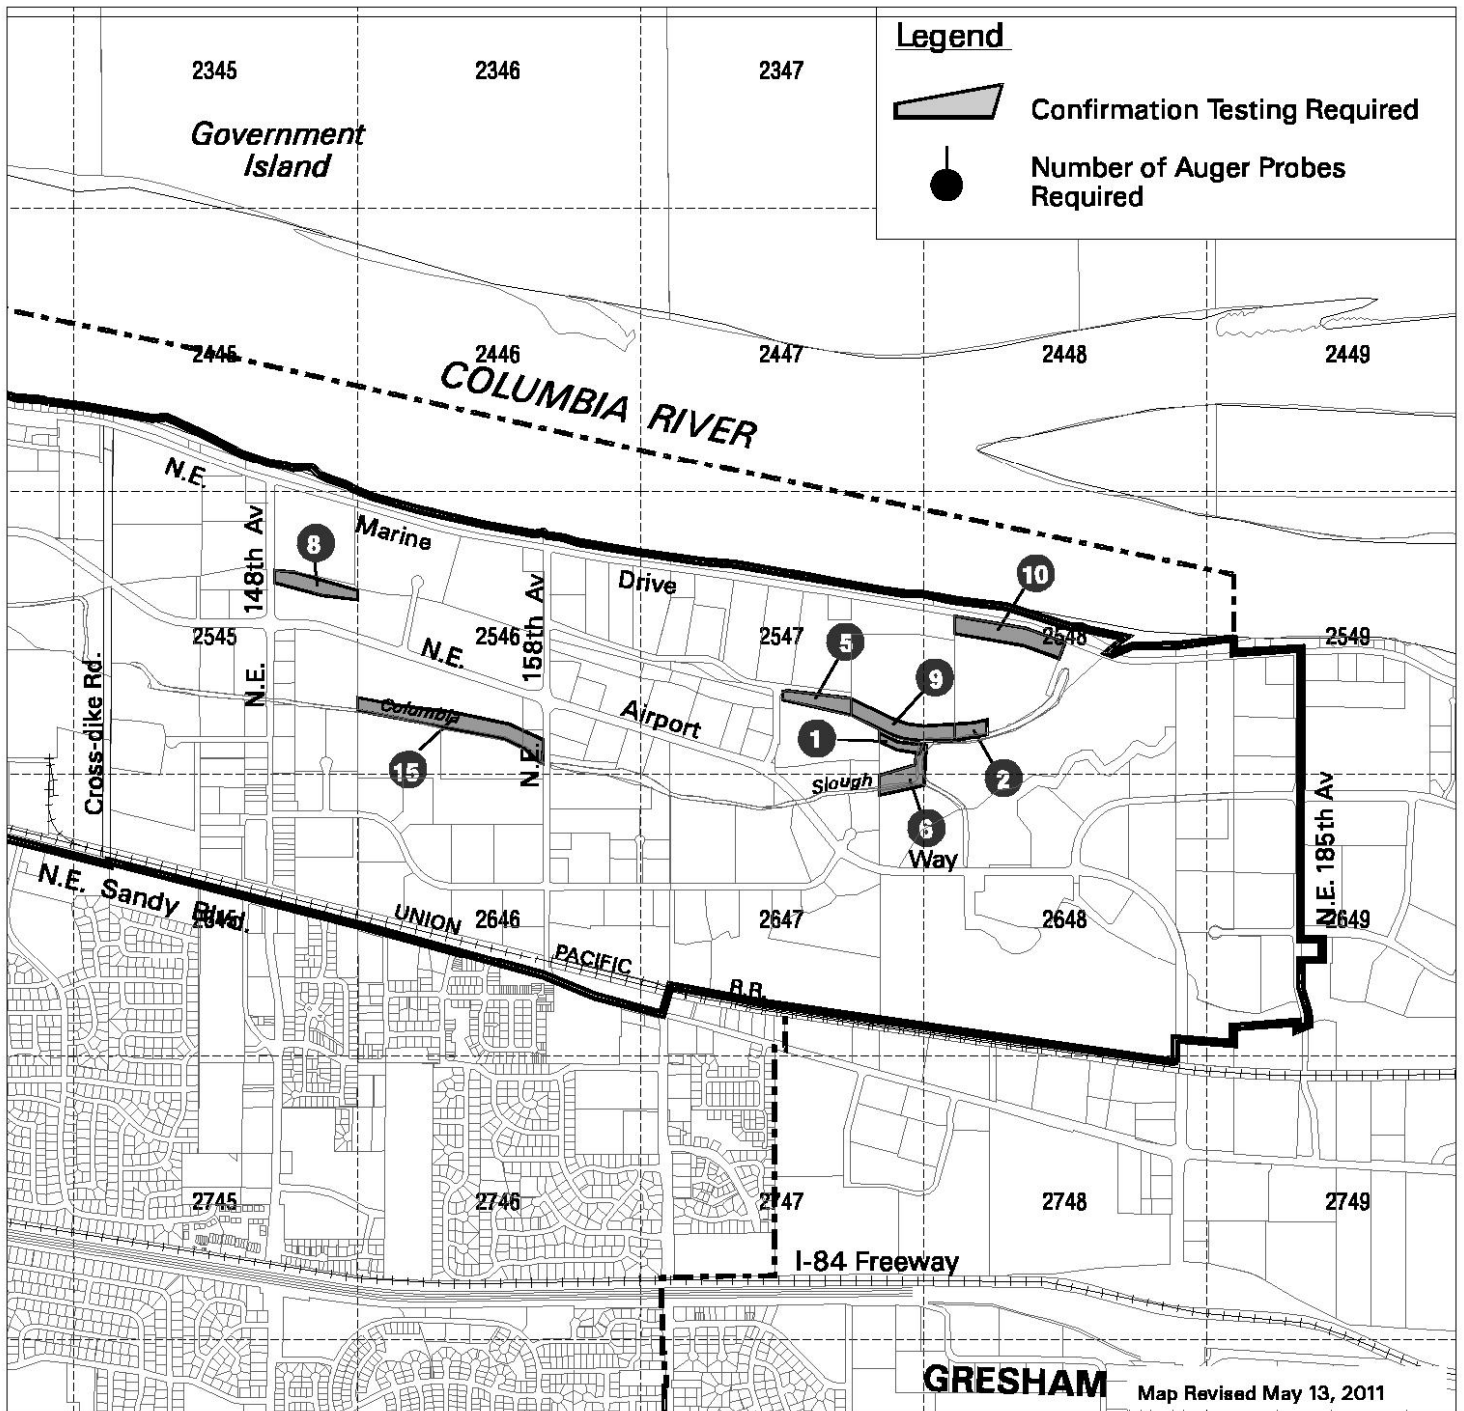 Legend
Confirmation Testing Required
Number of Auger Probes
Required
2345
2346
2347
Government
Island
2445
2446
2447
2448
2449
COLUMBIA RIVER
N.E.
Marine
Drive
148th Av
N.E.
8
10
158th Av
N.E.
2545
2546
2547
2548
2549
5
9
N.E.
Airport
Way
Columbia
Slough
1
2
15
6
Cross-dike Rd.
N.E. 185th Av
N.E. Sandy Blvd.
2645
2646
2647
2648
2649
UNION
PACIFIC
R.R.
2745
2746
2747
2748
2749
I-84 Freeway
GRESHAM
Map Revised May 13, 2011